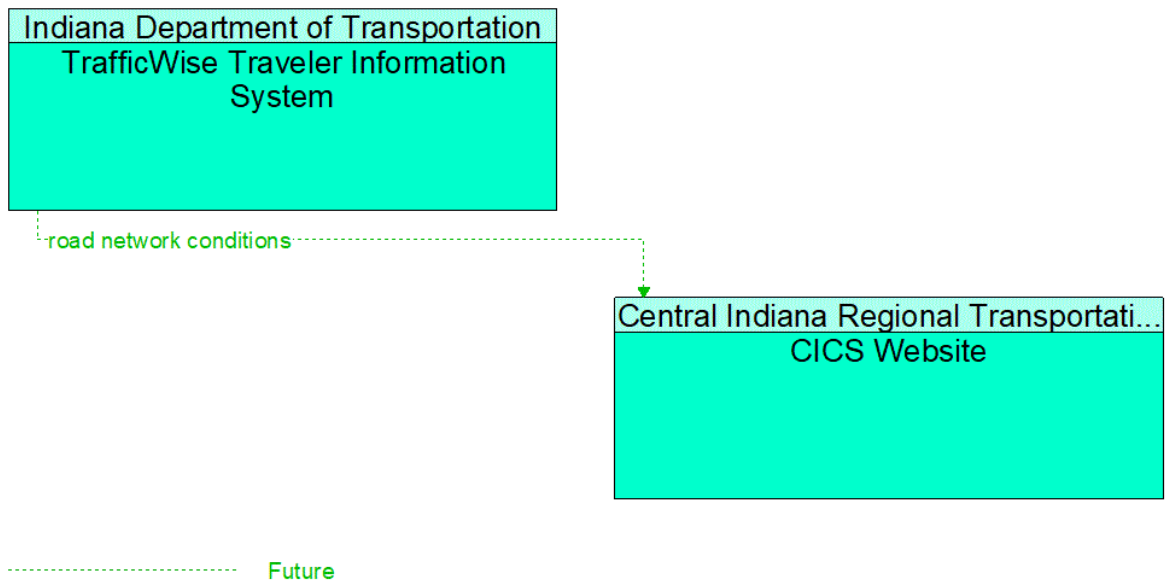 Indiana Department of Transportation
TrafficWise Traveler Information
System
road network conditions
Central Indiana Regional Transportati...
CICS Website
Future